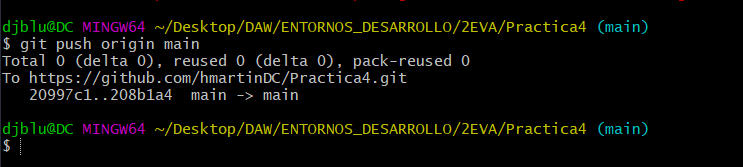 djblu@DC MINGW64 ~/Desktop/DAW/ENTORNOS_DESARROLLO/2EVA/Practica4 (main)
$ git push origin main
Total 0 (delta 0), reused 0 (delta 0), pack-reused 0
To https://github.com/hmartinDC/Practica4.git
   20997c1..208b1a4  main -> main
djblu@DC MINGW64 ~/Desktop/DAW/ENTORNOS_DESARROLLO/2EVA/Practica4 (main)
$